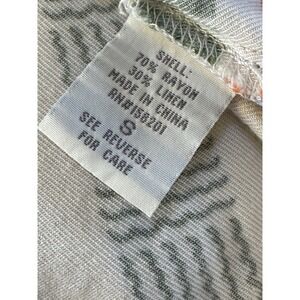 SHELL:
70% RAYON
30% LINEN
MADE IN CHINA
RN#158201
S
SEE REVERSE
FOR CARE